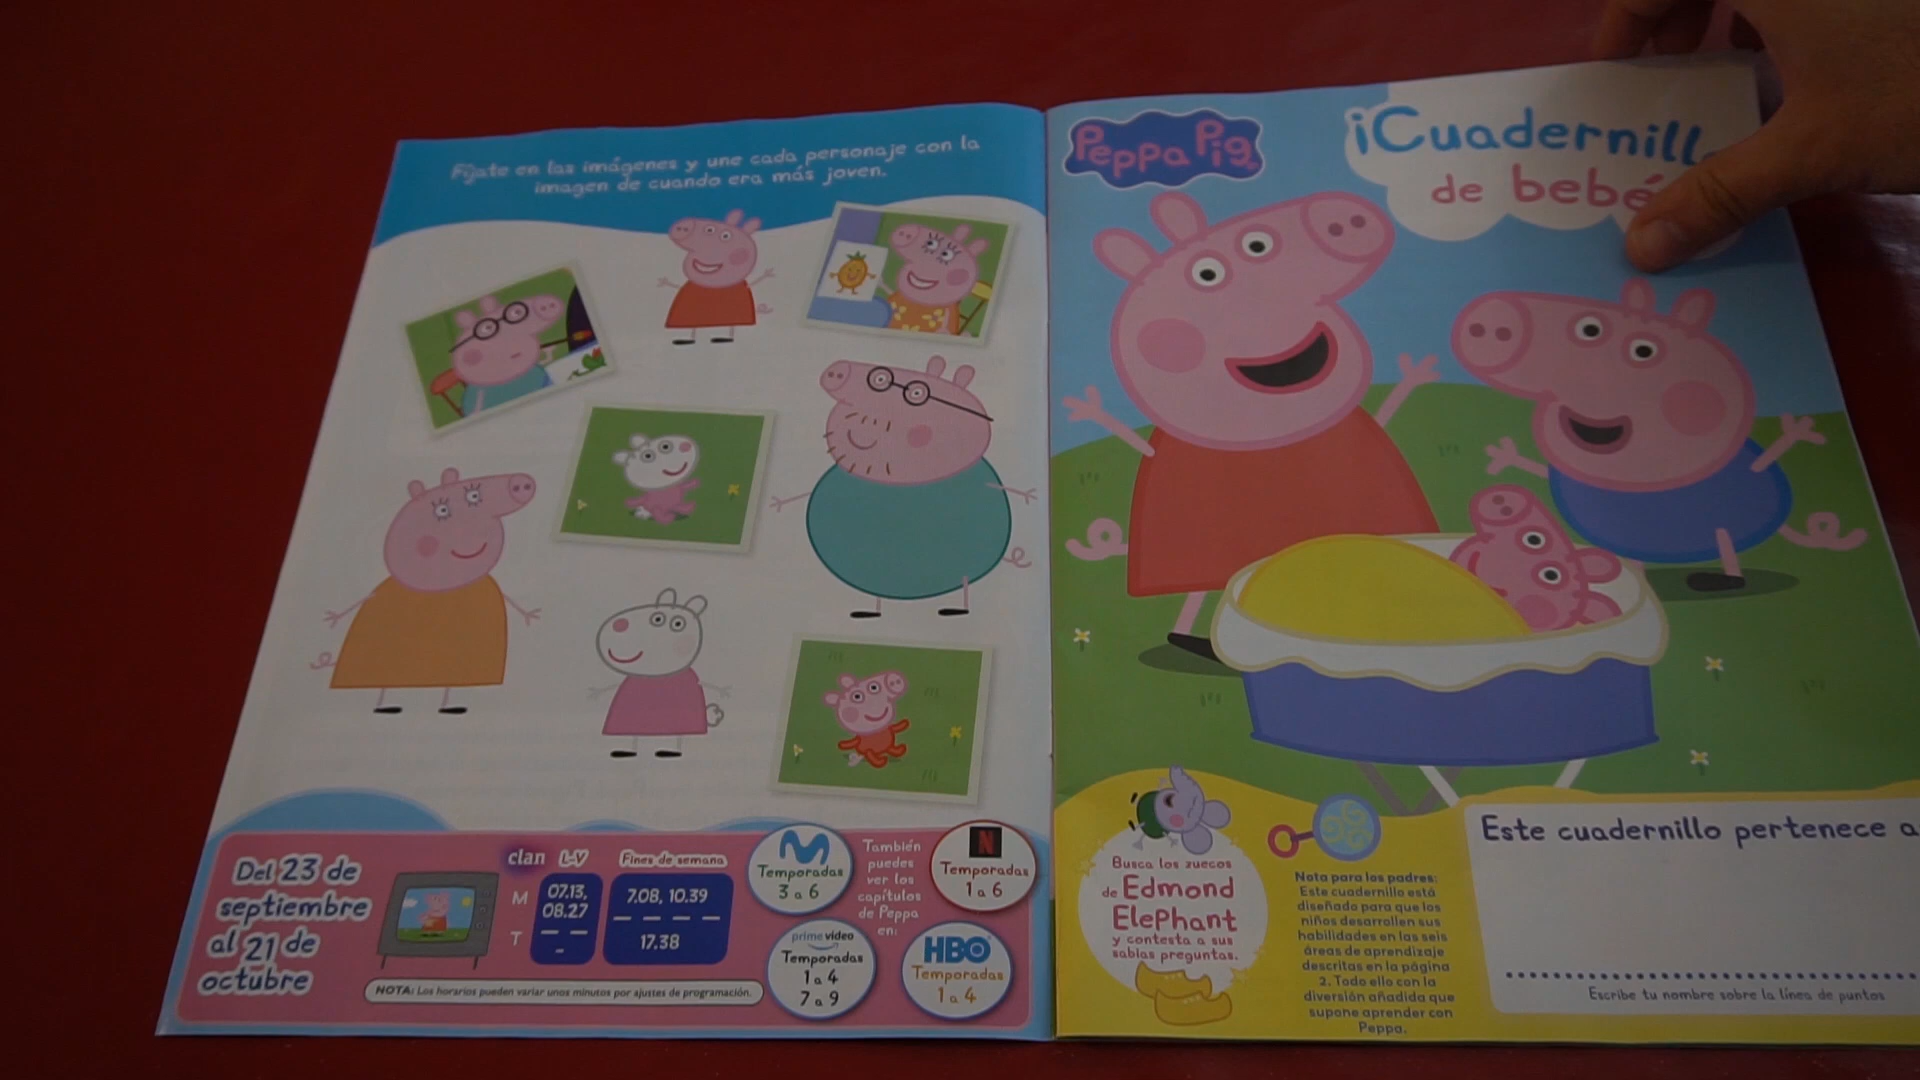 Fíjate en las imágenes y une cada personaje con la
imagen de cuando era más joven.
Del 23 de
septiembre
al 21 de
octubre
clan L-V Fines de semana
M 07.13,
08.27
7.08, 10.39
T
17.38
NOTA: Los horarios pueden variar unos minutos por ajustes de programación.
Temporadas
3 a 6
También
puedes
ver los
capítulos
de Peppa
en:
N
Temporadas
1 a 6
prime video
Temporadas
1 a 4
7 a 9
HBO
Temporadas
1 a 4
Peppa Pig
¡Cuadernill
de bebé
Busca los zuecos
de Edmond
Elephant
y contesta a sus
sabias preguntas.
Nota para los padres:
Este cuadernillo está
diseñado para que los
niños desarrollen sus
habilidades en las seis
áreas de aprendizaje
descritas en la página
2. Todo ello con la
diversión añadida que
supone aprender con
Peppa.
Este cuadernillo pertenece a
Escribe tu nombre sobre la línea de puntos